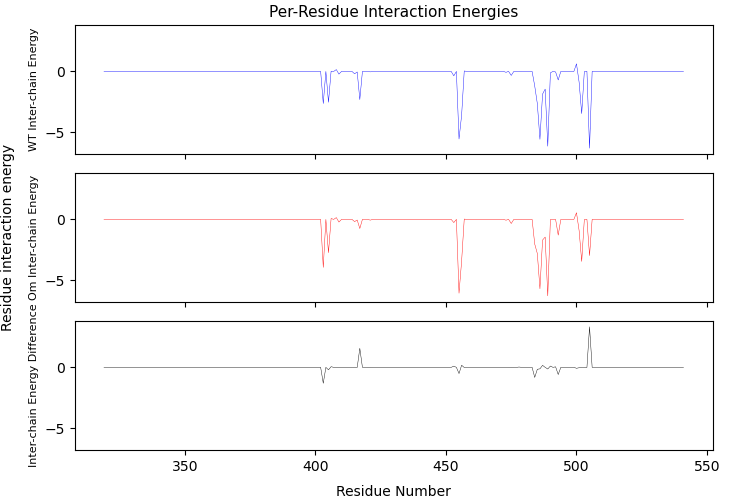 Per-Residue Interaction Energies
WT Inter-chain Energy
0
−5
Residue interaction energy
Om Inter-chain Energy
0
−5
Inter-chain Energy Difference
0
−5
350
400
450
500
550
Residue Number